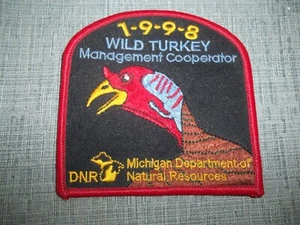 1-9-9-8
WILD TURKEY
Management Cooperator
DNR
Michigan Department of
Natural Resources